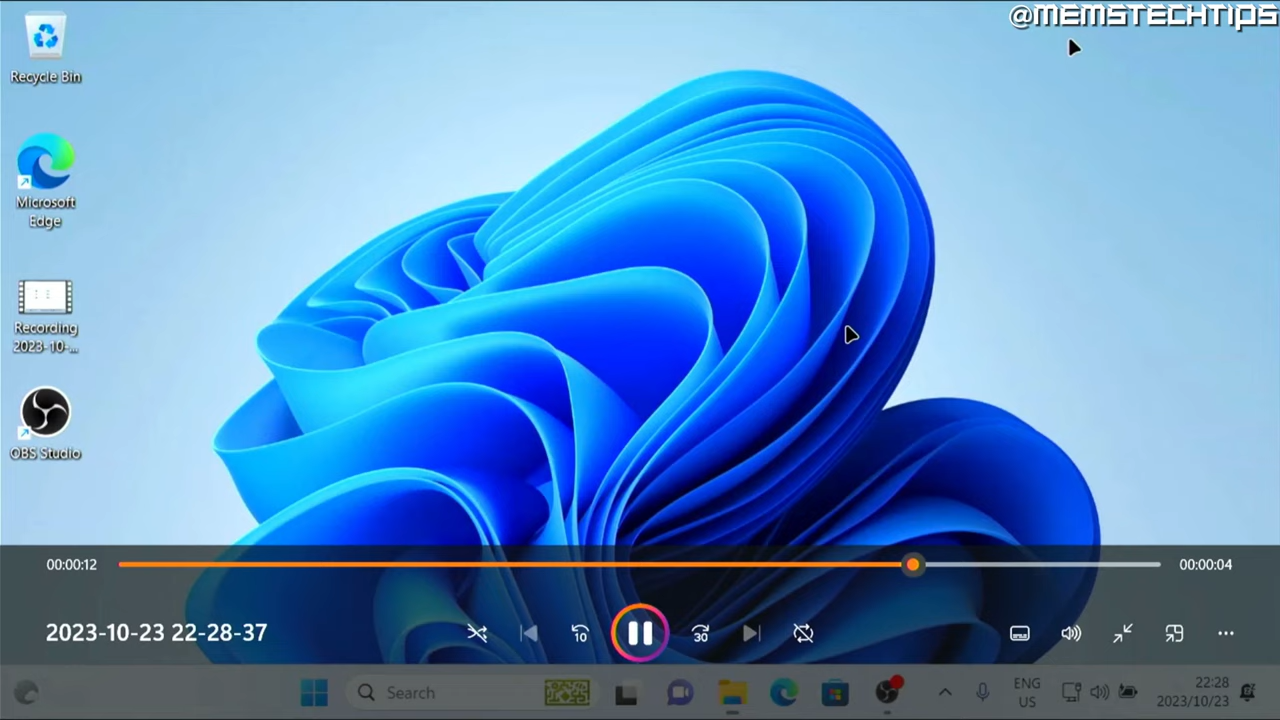 @MEMSTECHTIPS
Recycle Bin
Microsoft
Edge
Recording
2023-10-...
OBS Studio
00:00:12
00:00:04
2023-10-23 22-28-37
10
30
Search
ENG
US
22:28
2023/10/23